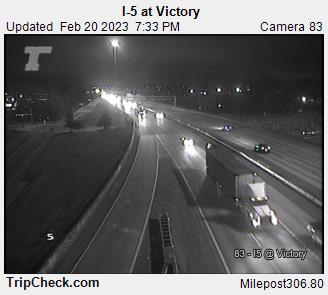 I-5 at Victory
Updated Feb 20 2023 7:33 PM Camera 83
T
S
83 - I5 @ Victory
TripCheck.com Milepost306.80